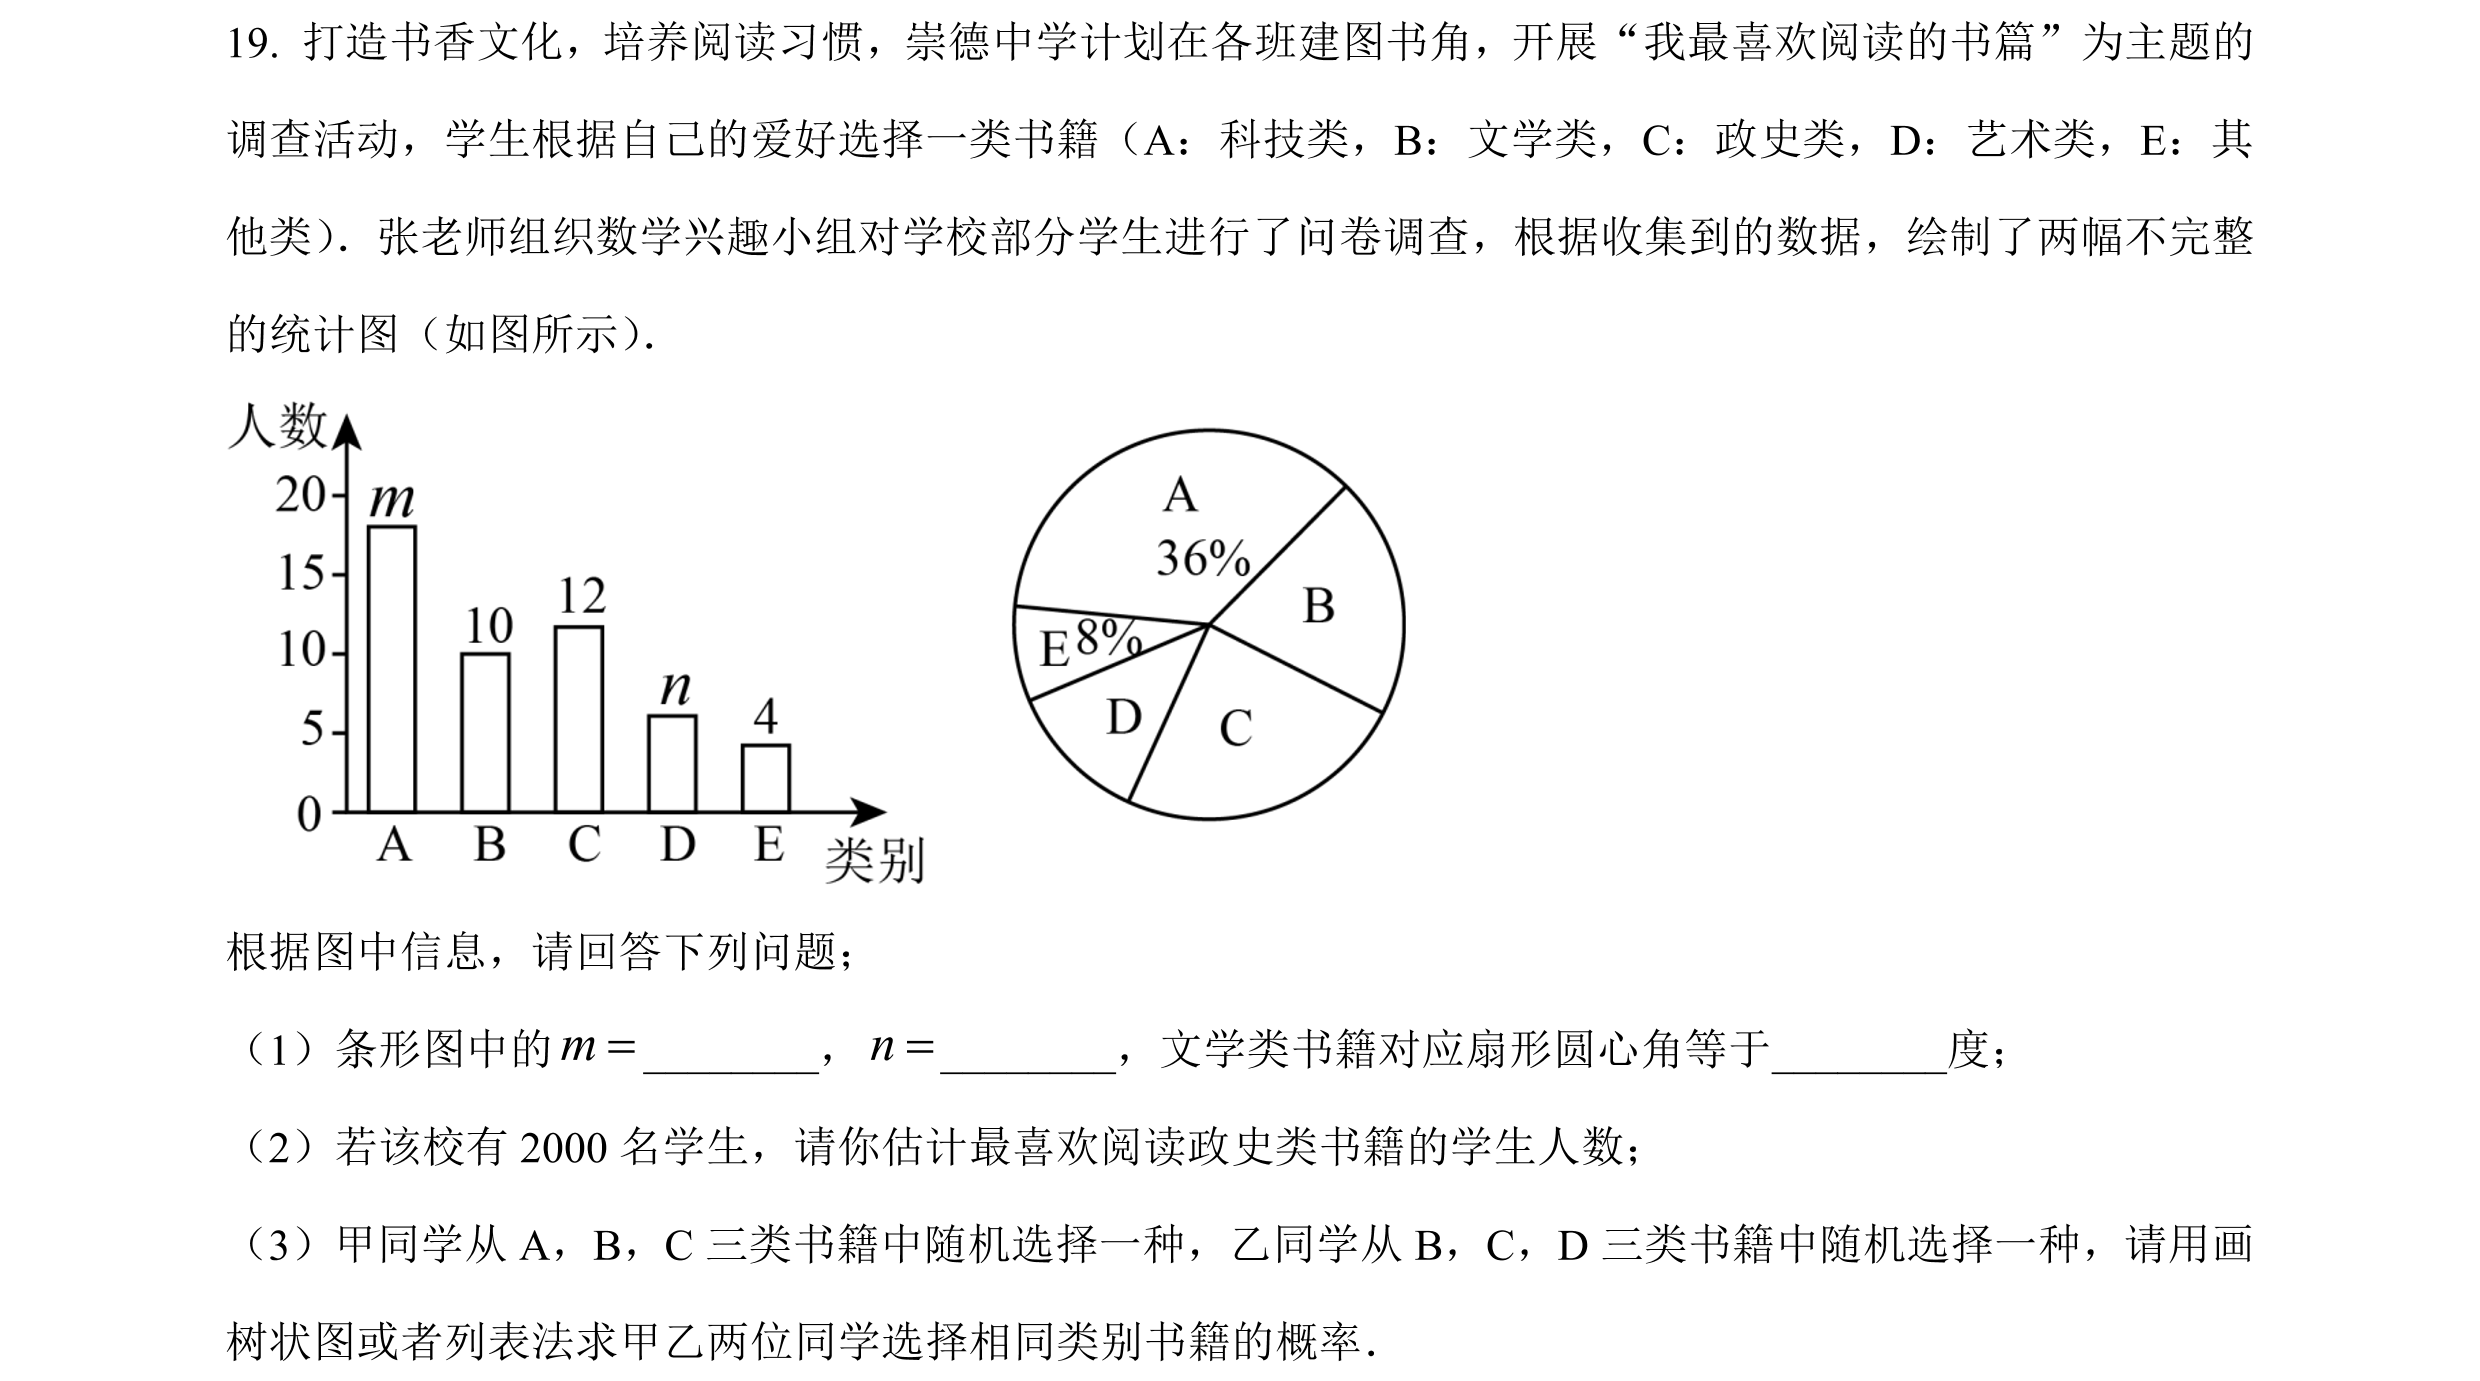 19. 打造书香文化，培养阅读习惯，崇德中学计划在各班建图书角，开展“我最喜欢阅读的书篇”为主题的
调查活动，学生根据自己的爱好选择一类书籍（A：科技类，B：文学类，C：政史类，D：艺术类，E：其
他类）．张老师组织数学兴趣小组对学校部分学生进行了问卷调查，根据收集到的数据，绘制了两幅不完整
的统计图（如图所示）．
人数
20
15
10
5
0
m
10
12
n
4
A B C D E
类别
A
36%
B
E 8%
D
C
根据图中信息，请回答下列问题；
（1）条形图中的 m = ________， n = ________，文学类书籍对应扇形圆心角等于________度；
（2）若该校有 2000 名学生，请你估计最喜欢阅读政史类书籍的学生人数；
（3）甲同学从 A，B，C 三类书籍中随机选择一种，乙同学从 B，C，D 三类书籍中随机选择一种，请用画
树状图或者列表法求甲乙两位同学选择相同类别书籍的概率．